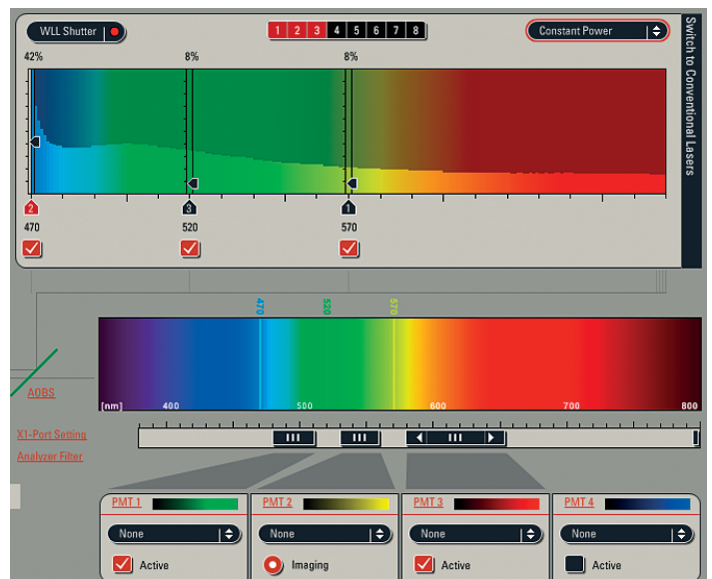 WLL Shutter
1 2 3 4 5 6 7 8
Constant Power
Switch to Conventional Lasers
42% 8% 8%
2 3 1
470 520 570
470 520 570
[nm] 400 500 600 700 800
AOBS
X1-Port Setting
Analyzer Filter
PMT 1 PMT 2 PMT 3 PMT 4
None None None None
Active Imaging Active Active